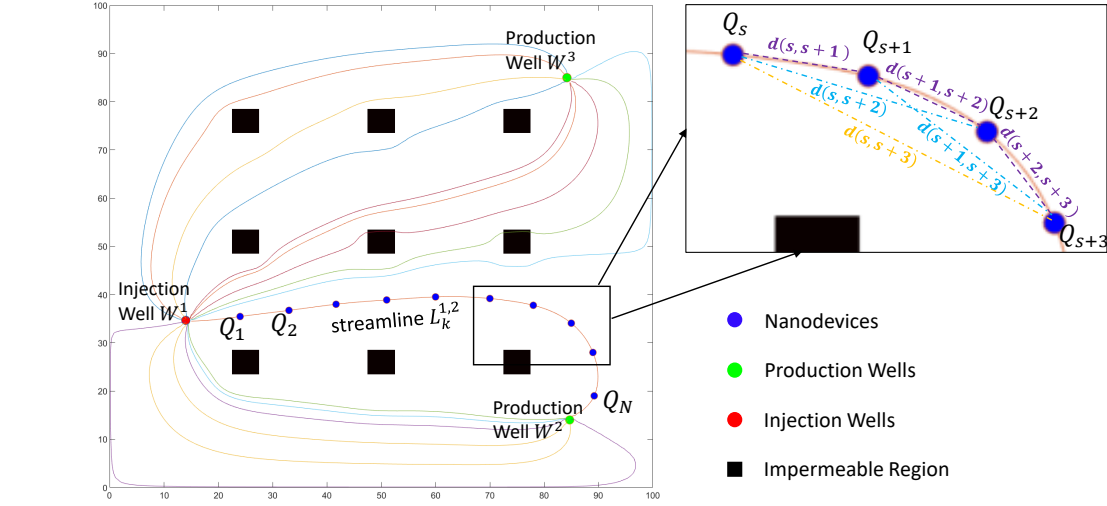 100
90
80
70
60
50
40
30
20
10
0
0
10
20
30
40
50
60
70
80
90
100
Production
Well W³
Injection
Well W¹
Q₁
Q₂
streamline L_k^{1,2}
Production
Well W²
Q_N
Q_s
Q_{s+1}
Q_{s+2}
Q_{s+3}
d(s,s+1)
d(s+1,s+2)
d(s+2,s+3)
d(s,s+2)
d(s+1,s+3)
d(s,s+3)
Nanodevices
Production Wells
Injection Wells
Impermeable Region